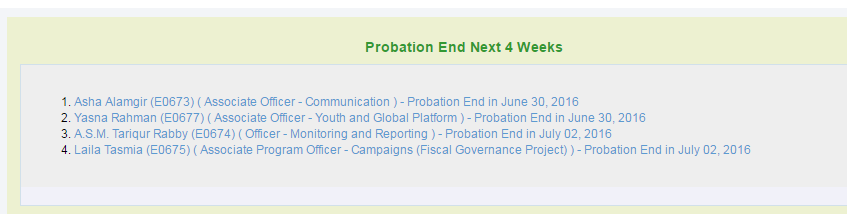 Probation End Next 4 Weeks
1. Asha Alamgir (E0673) ( Associate Officer - Communication ) - Probation End in June 30, 2016
2. Yasna Rahman (E0677) ( Associate Officer - Youth and Global Platform ) - Probation End in June 30, 2016
3. A.S.M. Tariqur Rabby (E0674) ( Officer - Monitoring and Reporting ) - Probation End in July 02, 2016
4. Laila Tasmia (E0675) ( Associate Program Officer - Campaigns (Fiscal Governance Project) ) - Probation End in July 02, 2016